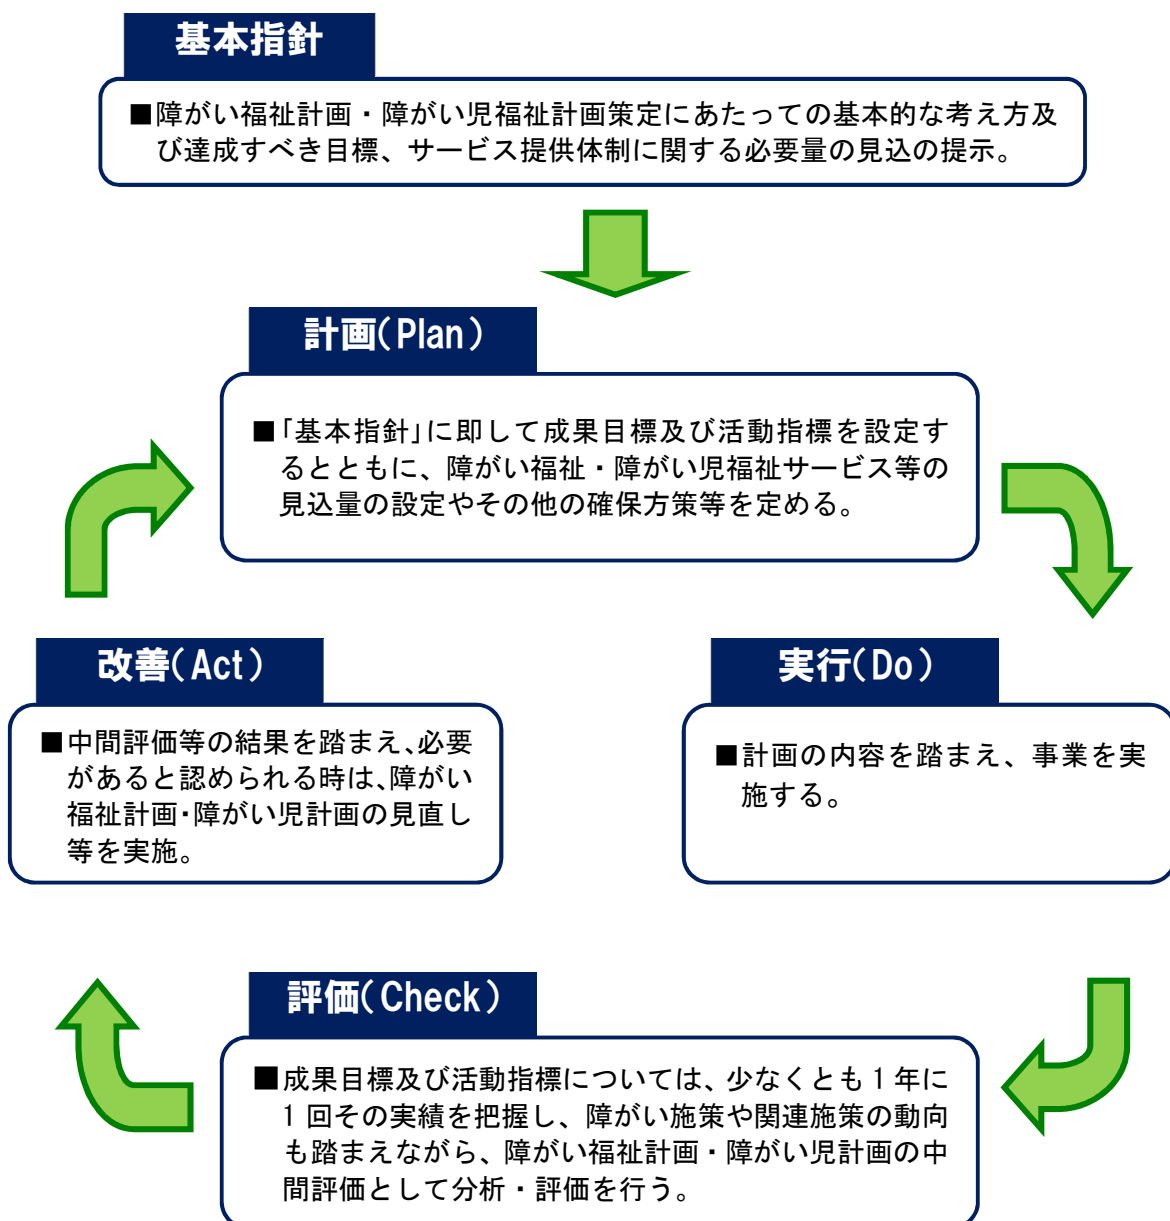 基本指針
■障がい福祉計画・障がい児福祉計画策定にあたっての基本的な考え方及
び達成すべき目標、サービス提供体制に関する必要量の見込の提示。
計画(Plan)
■「基本指針」に即して成果目標及び活動指標を設定す
るとともに、障がい福祉・障がい児福祉サービス等の
見込量の設定やその他の確保方策等を定める。
改善(Act)
■中間評価等の結果を踏まえ、必要
があると認められる時は、障がい
福祉計画・障がい児計画の見直し
等を実施。
実行(Do)
■計画の内容を踏まえ、事業を実
施する。
評価(Check)
■成果目標及び活動指標については、少なくとも1年に
1回その実績を把握し、障がい施策や関連施策の動向
も踏まえながら、障がい福祉計画・障がい児計画の中
間評価として分析・評価を行う。